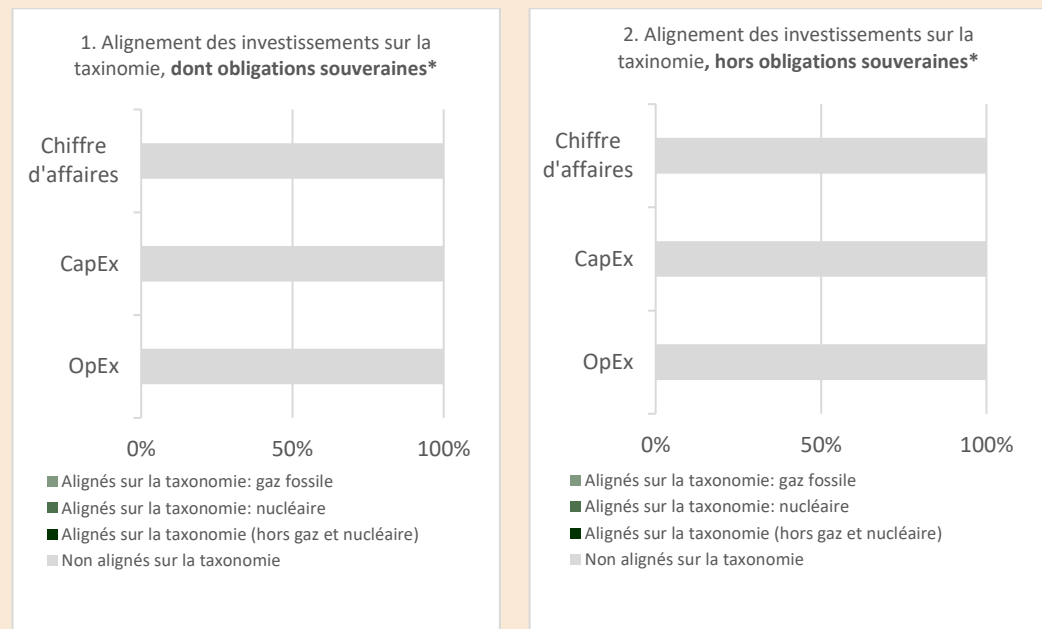 1. Alignement des investissements sur la
taxinomie, dont obligations souveraines*
Chiffre
d'affaires
CapEx
OpEx
0% 50% 100%
Alignés sur la taxonomie: gaz fossile
Alignés sur la taxonomie: nucléaire
Alignés sur la taxonomie (hors gaz et nucléaire)
Non alignés sur la taxonomie
2. Alignement des investissements sur la
taxinomie, hors obligations souveraines*
Chiffre
d'affaires
CapEx
OpEx
0% 50% 100%
Alignés sur la taxonomie: gaz fossile
Alignés sur la taxonomie: nucléaire
Alignés sur la taxonomie (hors gaz et nucléaire)
Non alignés sur la taxonomie